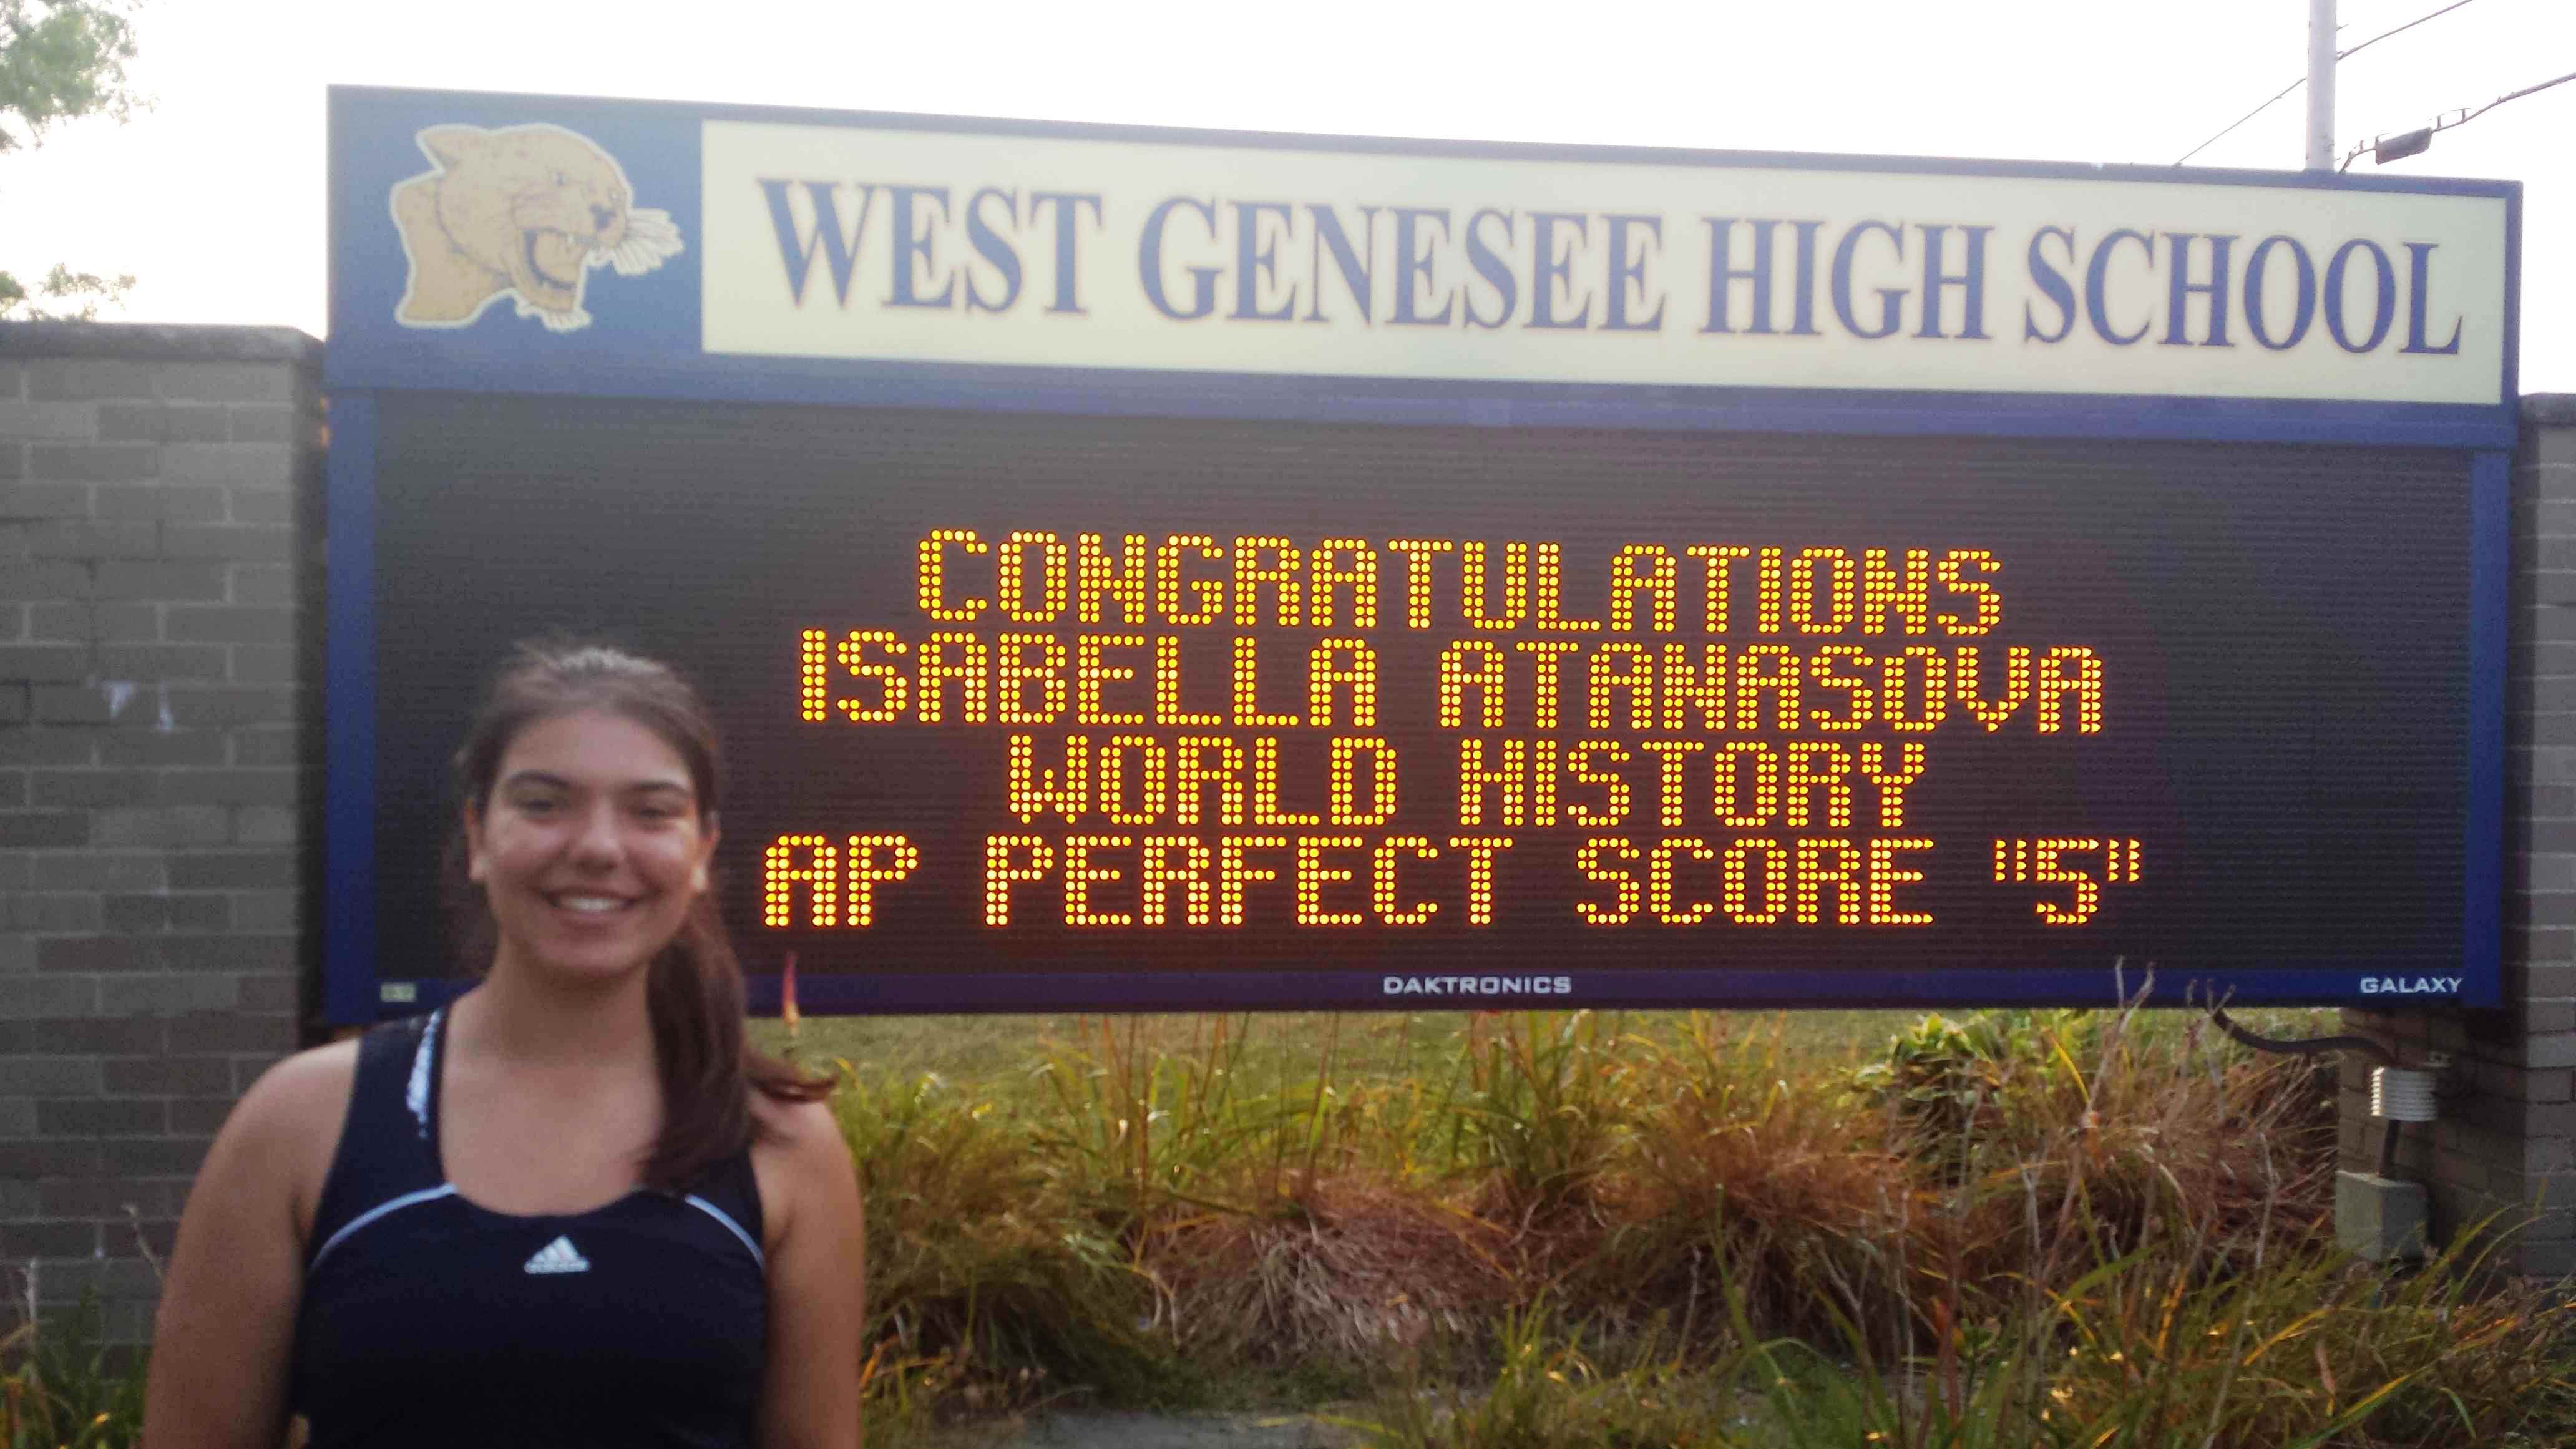 WEST GENESEE HIGH SCHOOL
CONGRATULATIONS
ISABELLA ATANASOVA
WORLD HISTORY
AP PERFECT SCORE "5"
DAKTRONICS
GALAXY
adidas